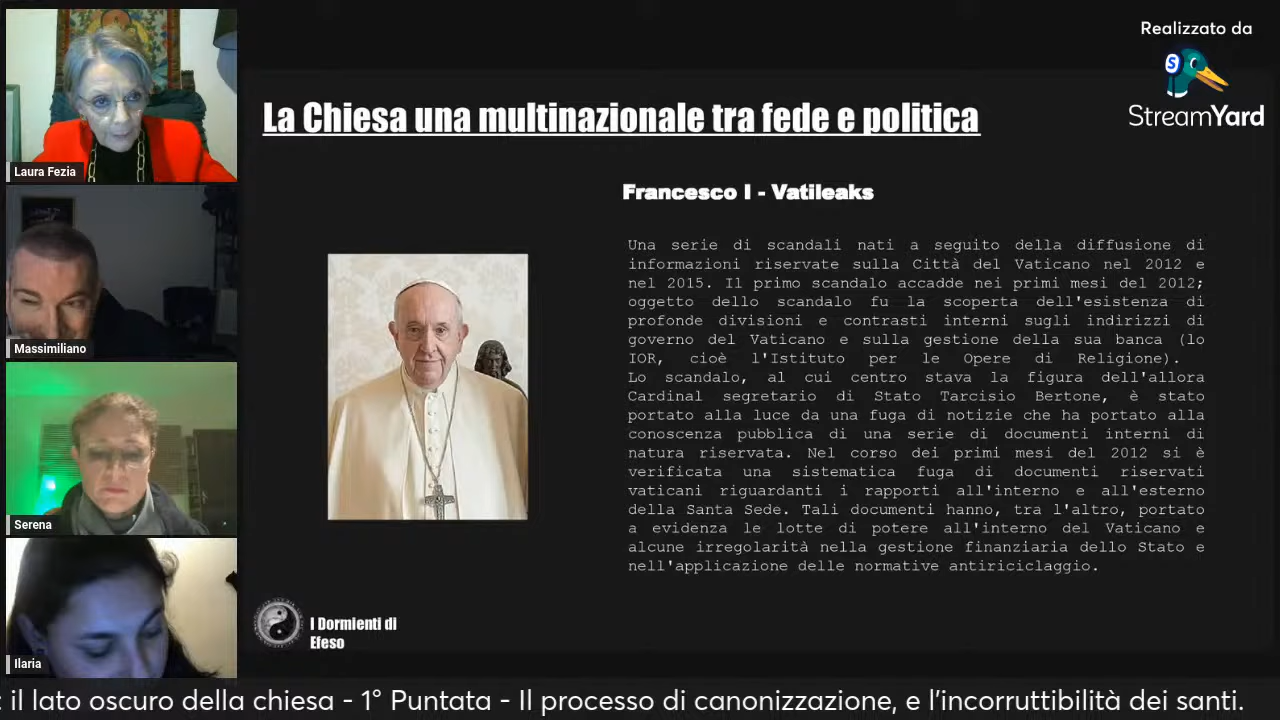 Realizzato da
StreamYard
La Chiesa una multinazionale tra fede e politica
Francesco I - Vatileaks
Una serie di scandali nati a seguito della diffusione di
informazioni riservate sulla Città del Vaticano nel 2012 e
nel 2015. Il primo scandalo accadde nei primi mesi del 2012;
oggetto dello scandalo fu la scoperta dell'esistenza di
profonde divisioni e contrasti interni sugli indirizzi di
governo del Vaticano e sulla gestione della sua banca (lo
IOR, cioè l'Istituto per le Opere di Religione).
Lo scandalo, al cui centro stava la figura dell'allora
Cardinal segretario di Stato Tarcisio Bertone, è stato
portato alla luce da una fuga di notizie che ha portato alla
conoscenza pubblica di una serie di documenti interni di
natura riservata. Nel corso dei primi mesi del 2012 si è
verificata una sistematica fuga di documenti riservati
vaticani riguardanti i rapporti all'interno e all'esterno
della Santa Sede. Tali documenti hanno, tra l'altro, portato
a evidenza le lotte di potere all'interno del Vaticano e
alcune irregolarità nella gestione finanziaria dello Stato e
nell'applicazione delle normative antiriciclaggio.
Laura Fezia
Massimiliano
Serena
Ilaria
I Dormienti di
Efeso
: il lato oscuro della chiesa - 1° Puntata - Il processo di canonizzazione, e l'incorruttibilità dei santi.